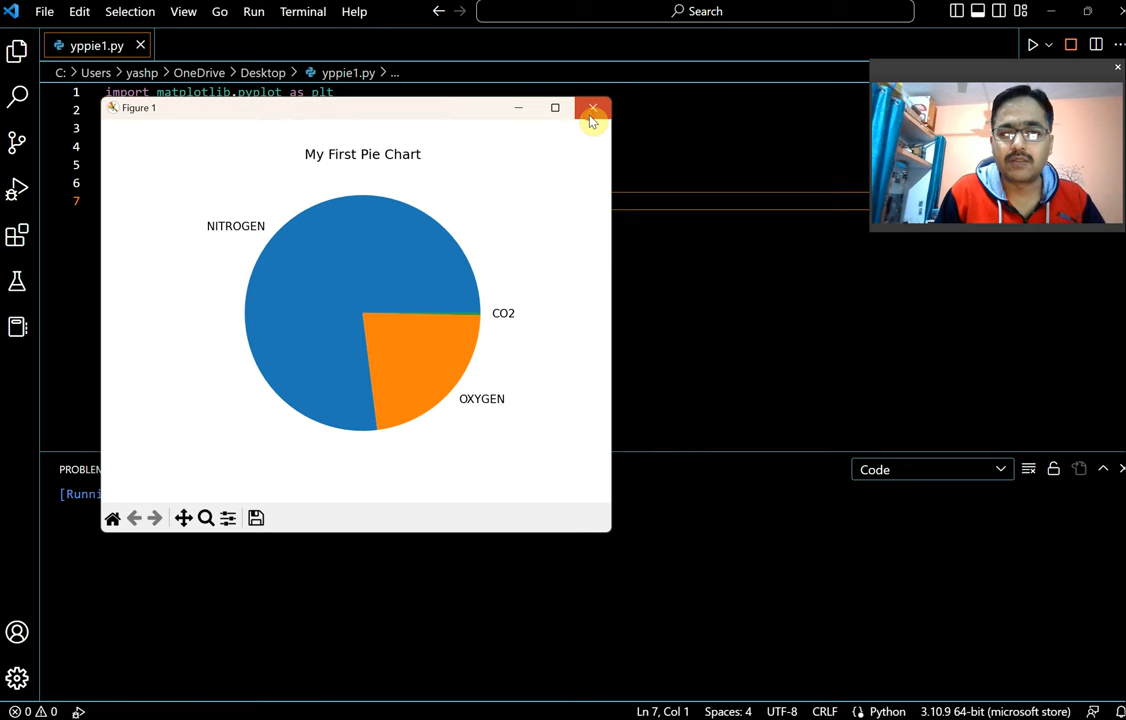 File Edit Selection View Go Run Terminal Help Search
yppie1.py
C: > Users > yashp > OneDrive > Desktop > yppie1.py > ...
1 import matplotlib.pyplot as plt
2
3
4
5
6
7
Figure 1
My First Pie Chart
NITROGEN
CO2
OXYGEN
PROBLEM
Code
[Runni
0 0 Ln 7, Col 1 Spaces: 4 UTF-8 CRLF Python 3.10.9 64-bit (microsoft store)